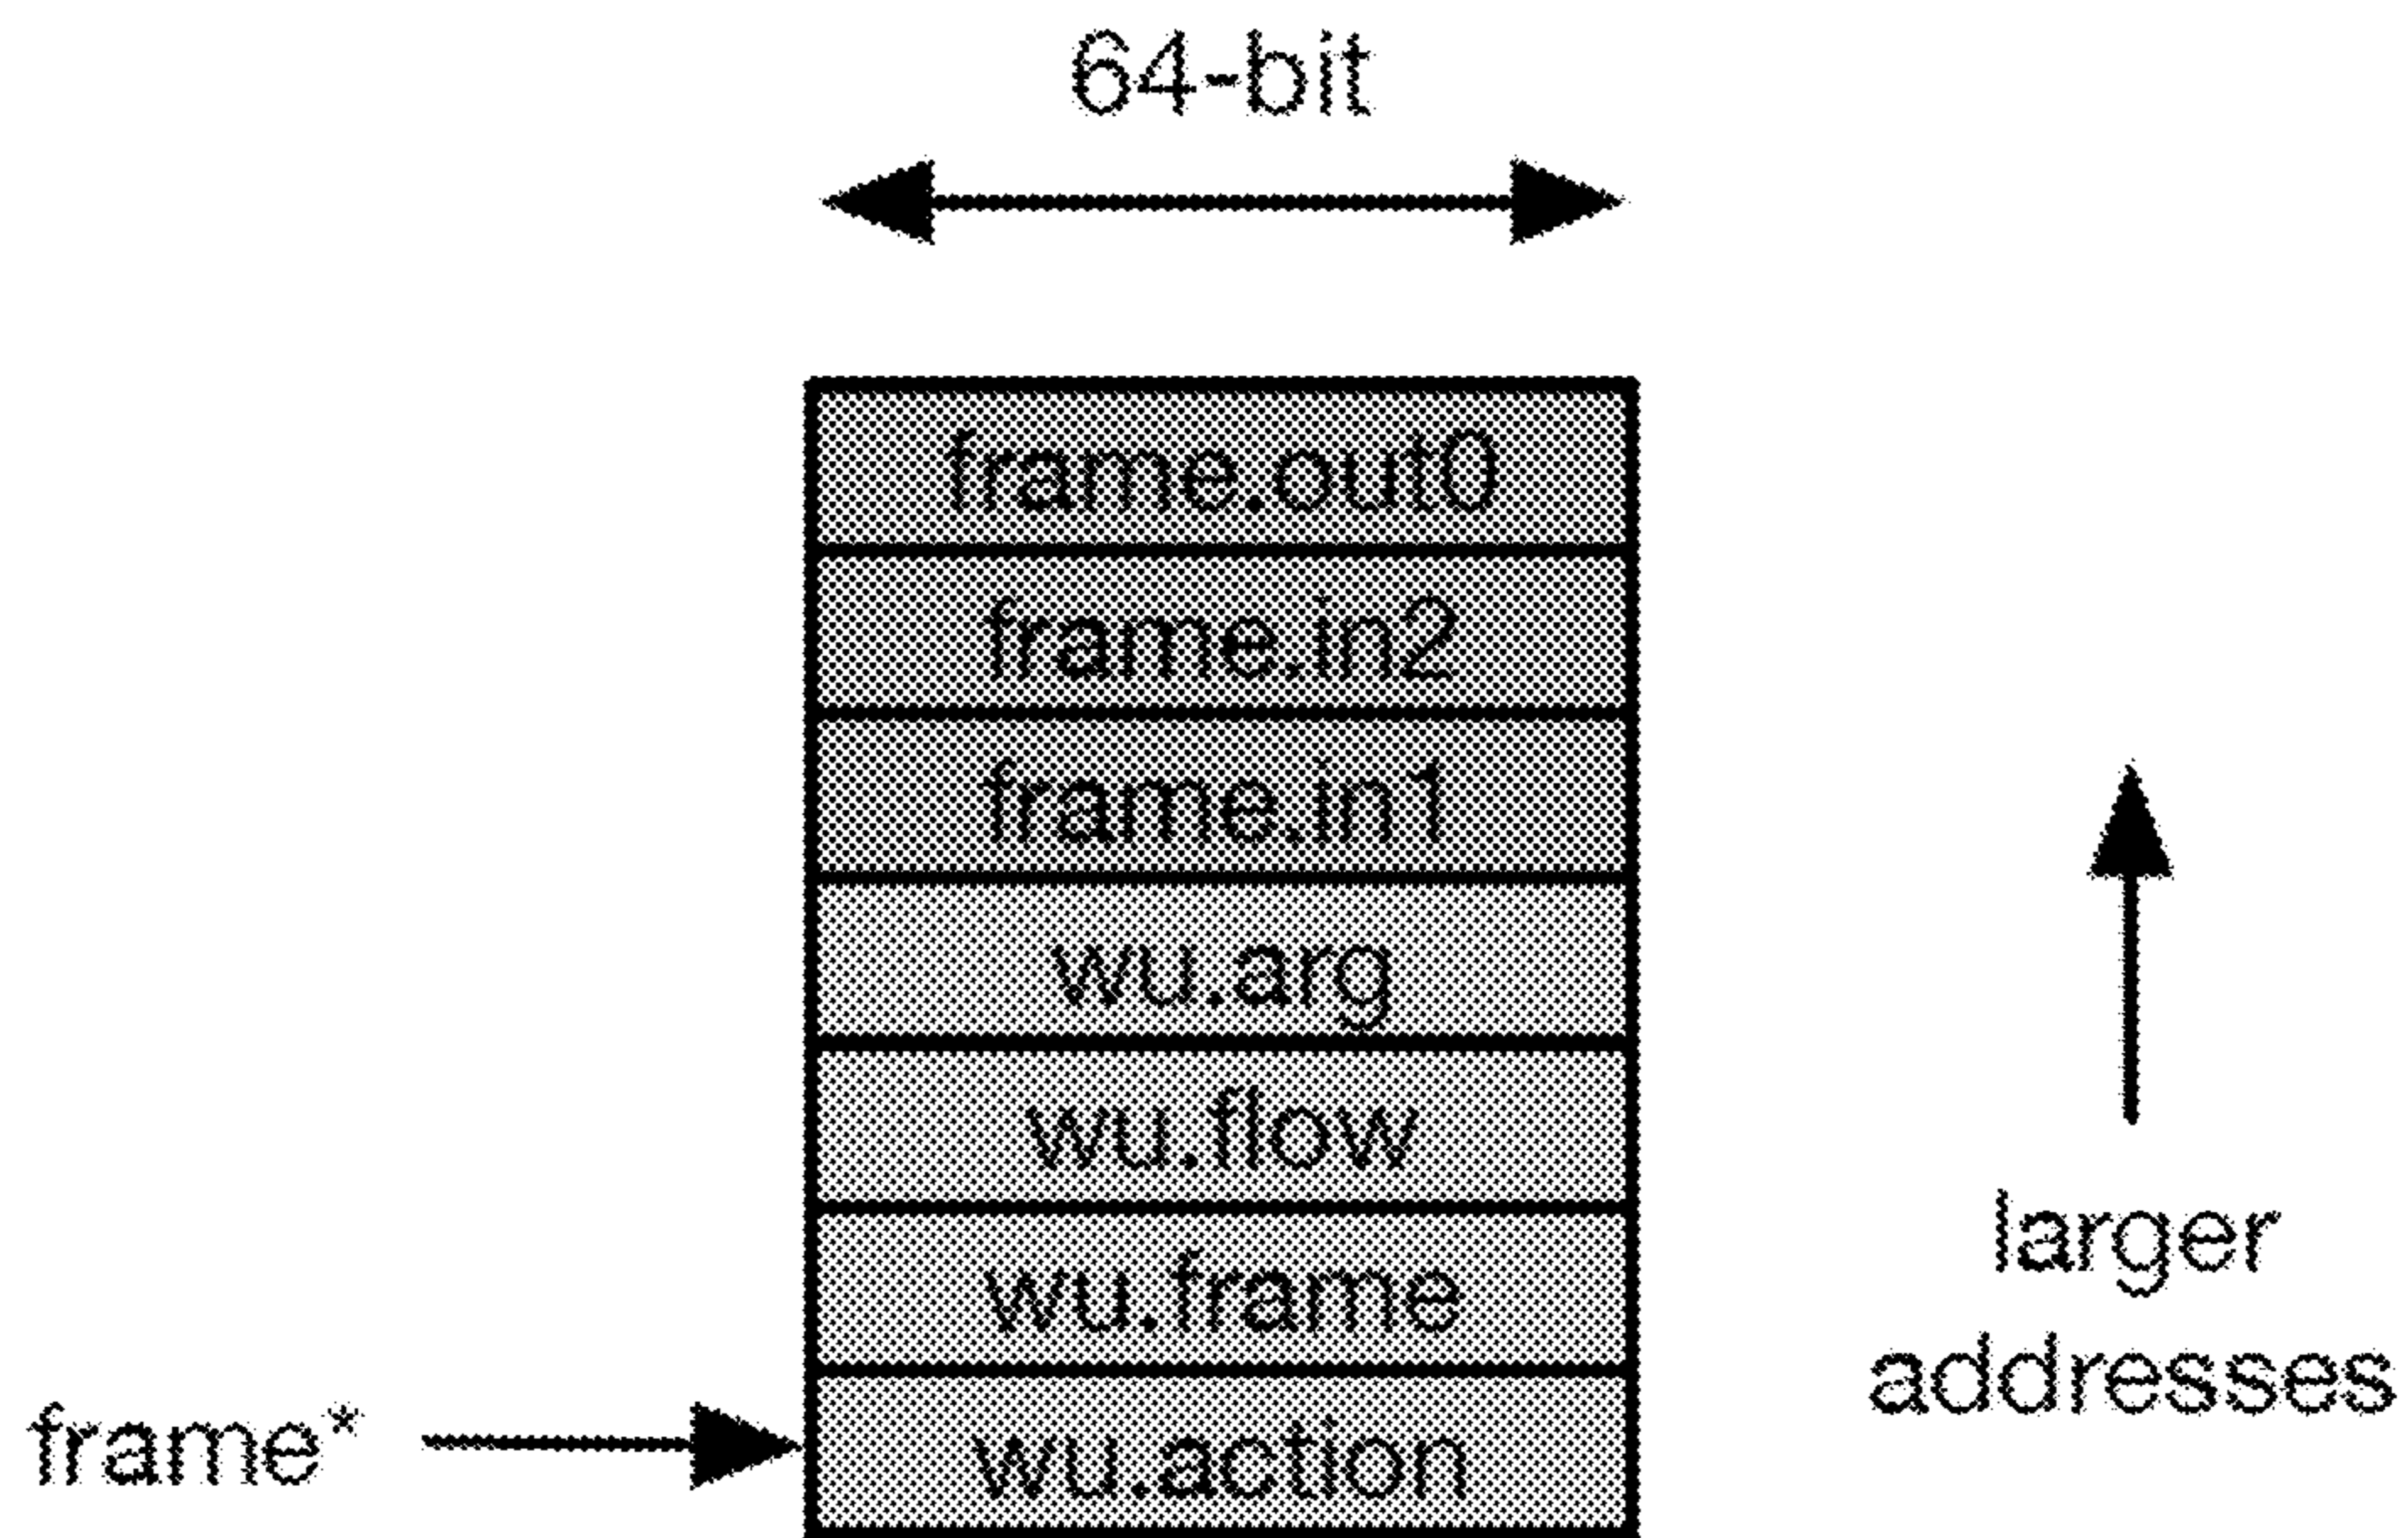 64-bit
frame.out0
frame.in2
frame.in1
wu.arg
wu.flow
wu.frame
wu.action
frame*
larger
addresses